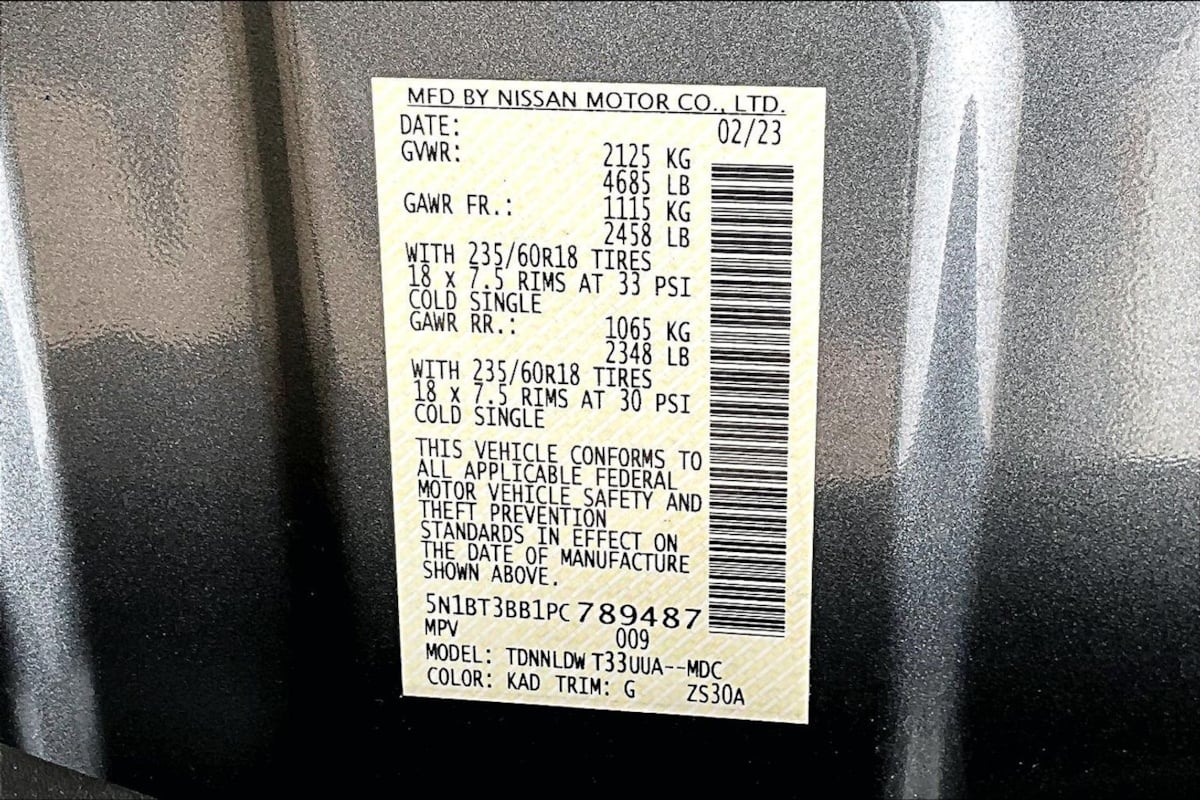 MFD BY NISSAN MOTOR CO., LTD.
DATE: 02/23
GVWR: 2125 KG
4685 LB
GAWR FR.: 1115 KG
2458 LB
WITH 235/60R18 TIRES
18 X 7.5 RIMS AT 33 PSI
COLD SINGLE
GAWR RR.: 1065 KG
2348 LB
WITH 235/60R18 TIRES
18 X 7.5 RIMS AT 30 PSI
COLD SINGLE
THIS VEHICLE CONFORMS TO
ALL APPLICABLE FEDERAL
MOTOR VEHICLE SAFETY AND
THEFT PREVENTION
STANDARDS IN EFFECT ON
THE DATE OF MANUFACTURE
SHOWN ABOVE.
5N1BT3BB1PC789487
MPV 009
MODEL: TDNNLDW T33UUA--MDC
COLOR: KAD TRIM: G ZS30A